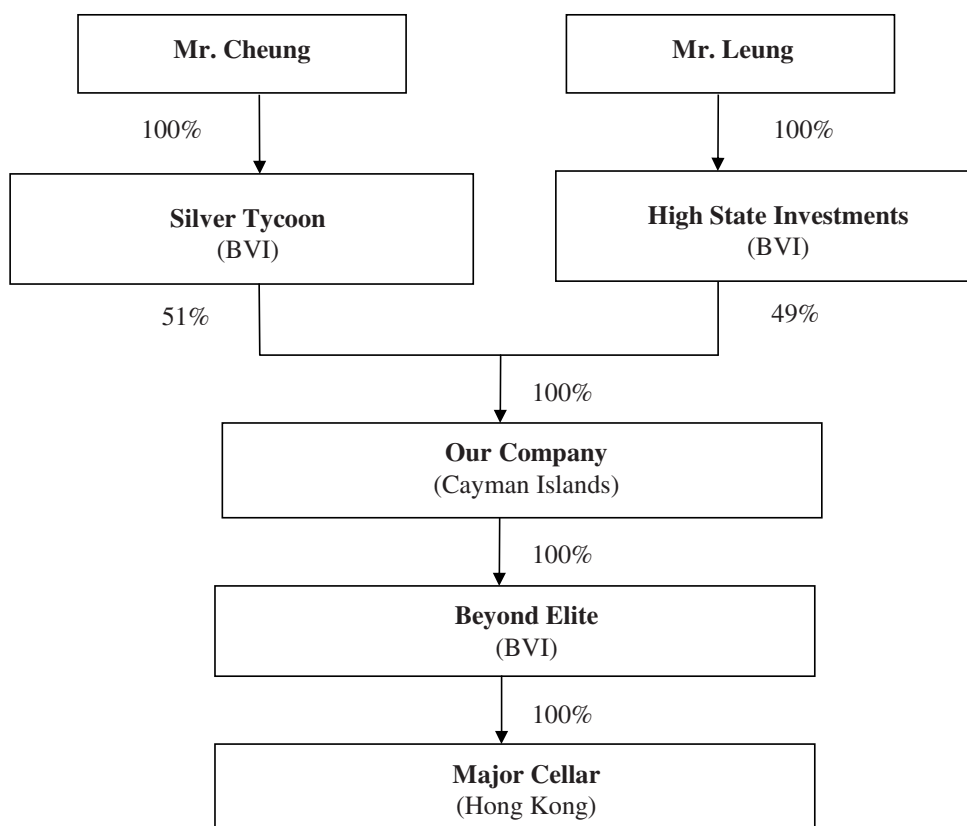 Mr. Cheung
Mr. Leung
100%
100%
Silver Tycoon
(BVI)
High State Investments
(BVI)
51%
49%
100%
Our Company
(Cayman Islands)
100%
Beyond Elite
(BVI)
100%
Major Cellar
(Hong Kong)